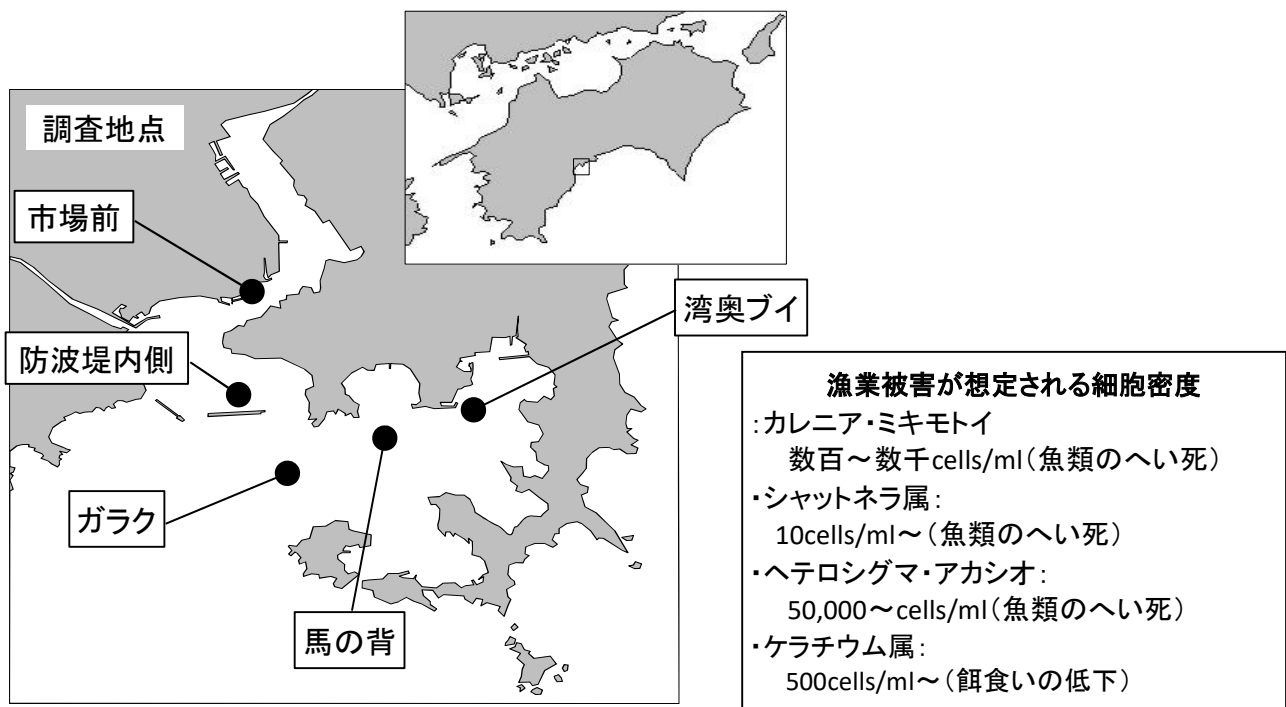 調査地点
市場前
防波堤内側
ガラク
馬の背
湾奥ブイ
漁業被害が想定される細胞密度
:カレニア・ミキモトイ
数百～数千cells/ml(魚類のへい死)
・シャットネラ属:
10cells/ml～(魚類のへい死)
・ヘテロシグマ・アカシオ:
50,000～cells/ml(魚類のへい死)
・ケラチウム属:
500cells/ml～(餌食いの低下)